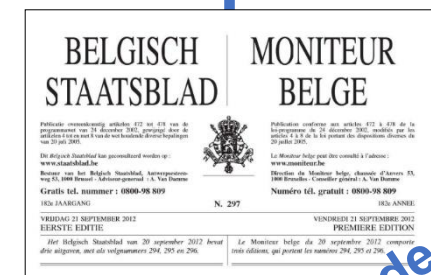 BELGISCH
STAATSBLAD
MONITEUR
BELGE
Publicatie overeenkomstig artikelen 472 tot 478 van de
programmawet van 24 december 2002, gewijzigd door de
artikelen 4 tot en met 8 van de wet houdende diverse bepalingen
van 20 juli 2005.
Dit Belgisch Staatsblad kan geconsulteerd worden op :
www.staatsblad.be
Bestuur van het Belgisch Staatsblad, Antwerpsesteen-
weg 53, 1000 Brussel - Adviseur-generaal : A. Van Damme
Gratis tel. nummer : 0800-98 809
182e JAARGANG
Publication conforme aux articles 472 à 478 de la
loi-programme du 24 décembre 2002, modifiés par les
articles 4 à 8 de la loi portant des dispositions diverses du
20 juillet 2005.
Le Moniteur belge peut être consulté à l'adresse :
www.moniteur.be
Direction du Moniteur belge, chaussée d'Anvers 53,
1000 Bruxelles - Conseiller général : A. Van Damme
Numéro tél. gratuit : 0800-98 809
N. 297
182e ANNEE
VRIJDAG 21 SEPTEMBER 2012
EERSTE EDITIE
VENDREDI 21 SEPTEMBRE 2012
PREMIERE EDITION
Het Belgisch Staatsblad van 20 september 2012 bevat
drie uitgaven, met als volgnummers 294, 295 en 296.
Le Moniteur belge du 20 septembre 2012 comporte
trois éditions, qui portent les numéros 294, 295 et 296.
de